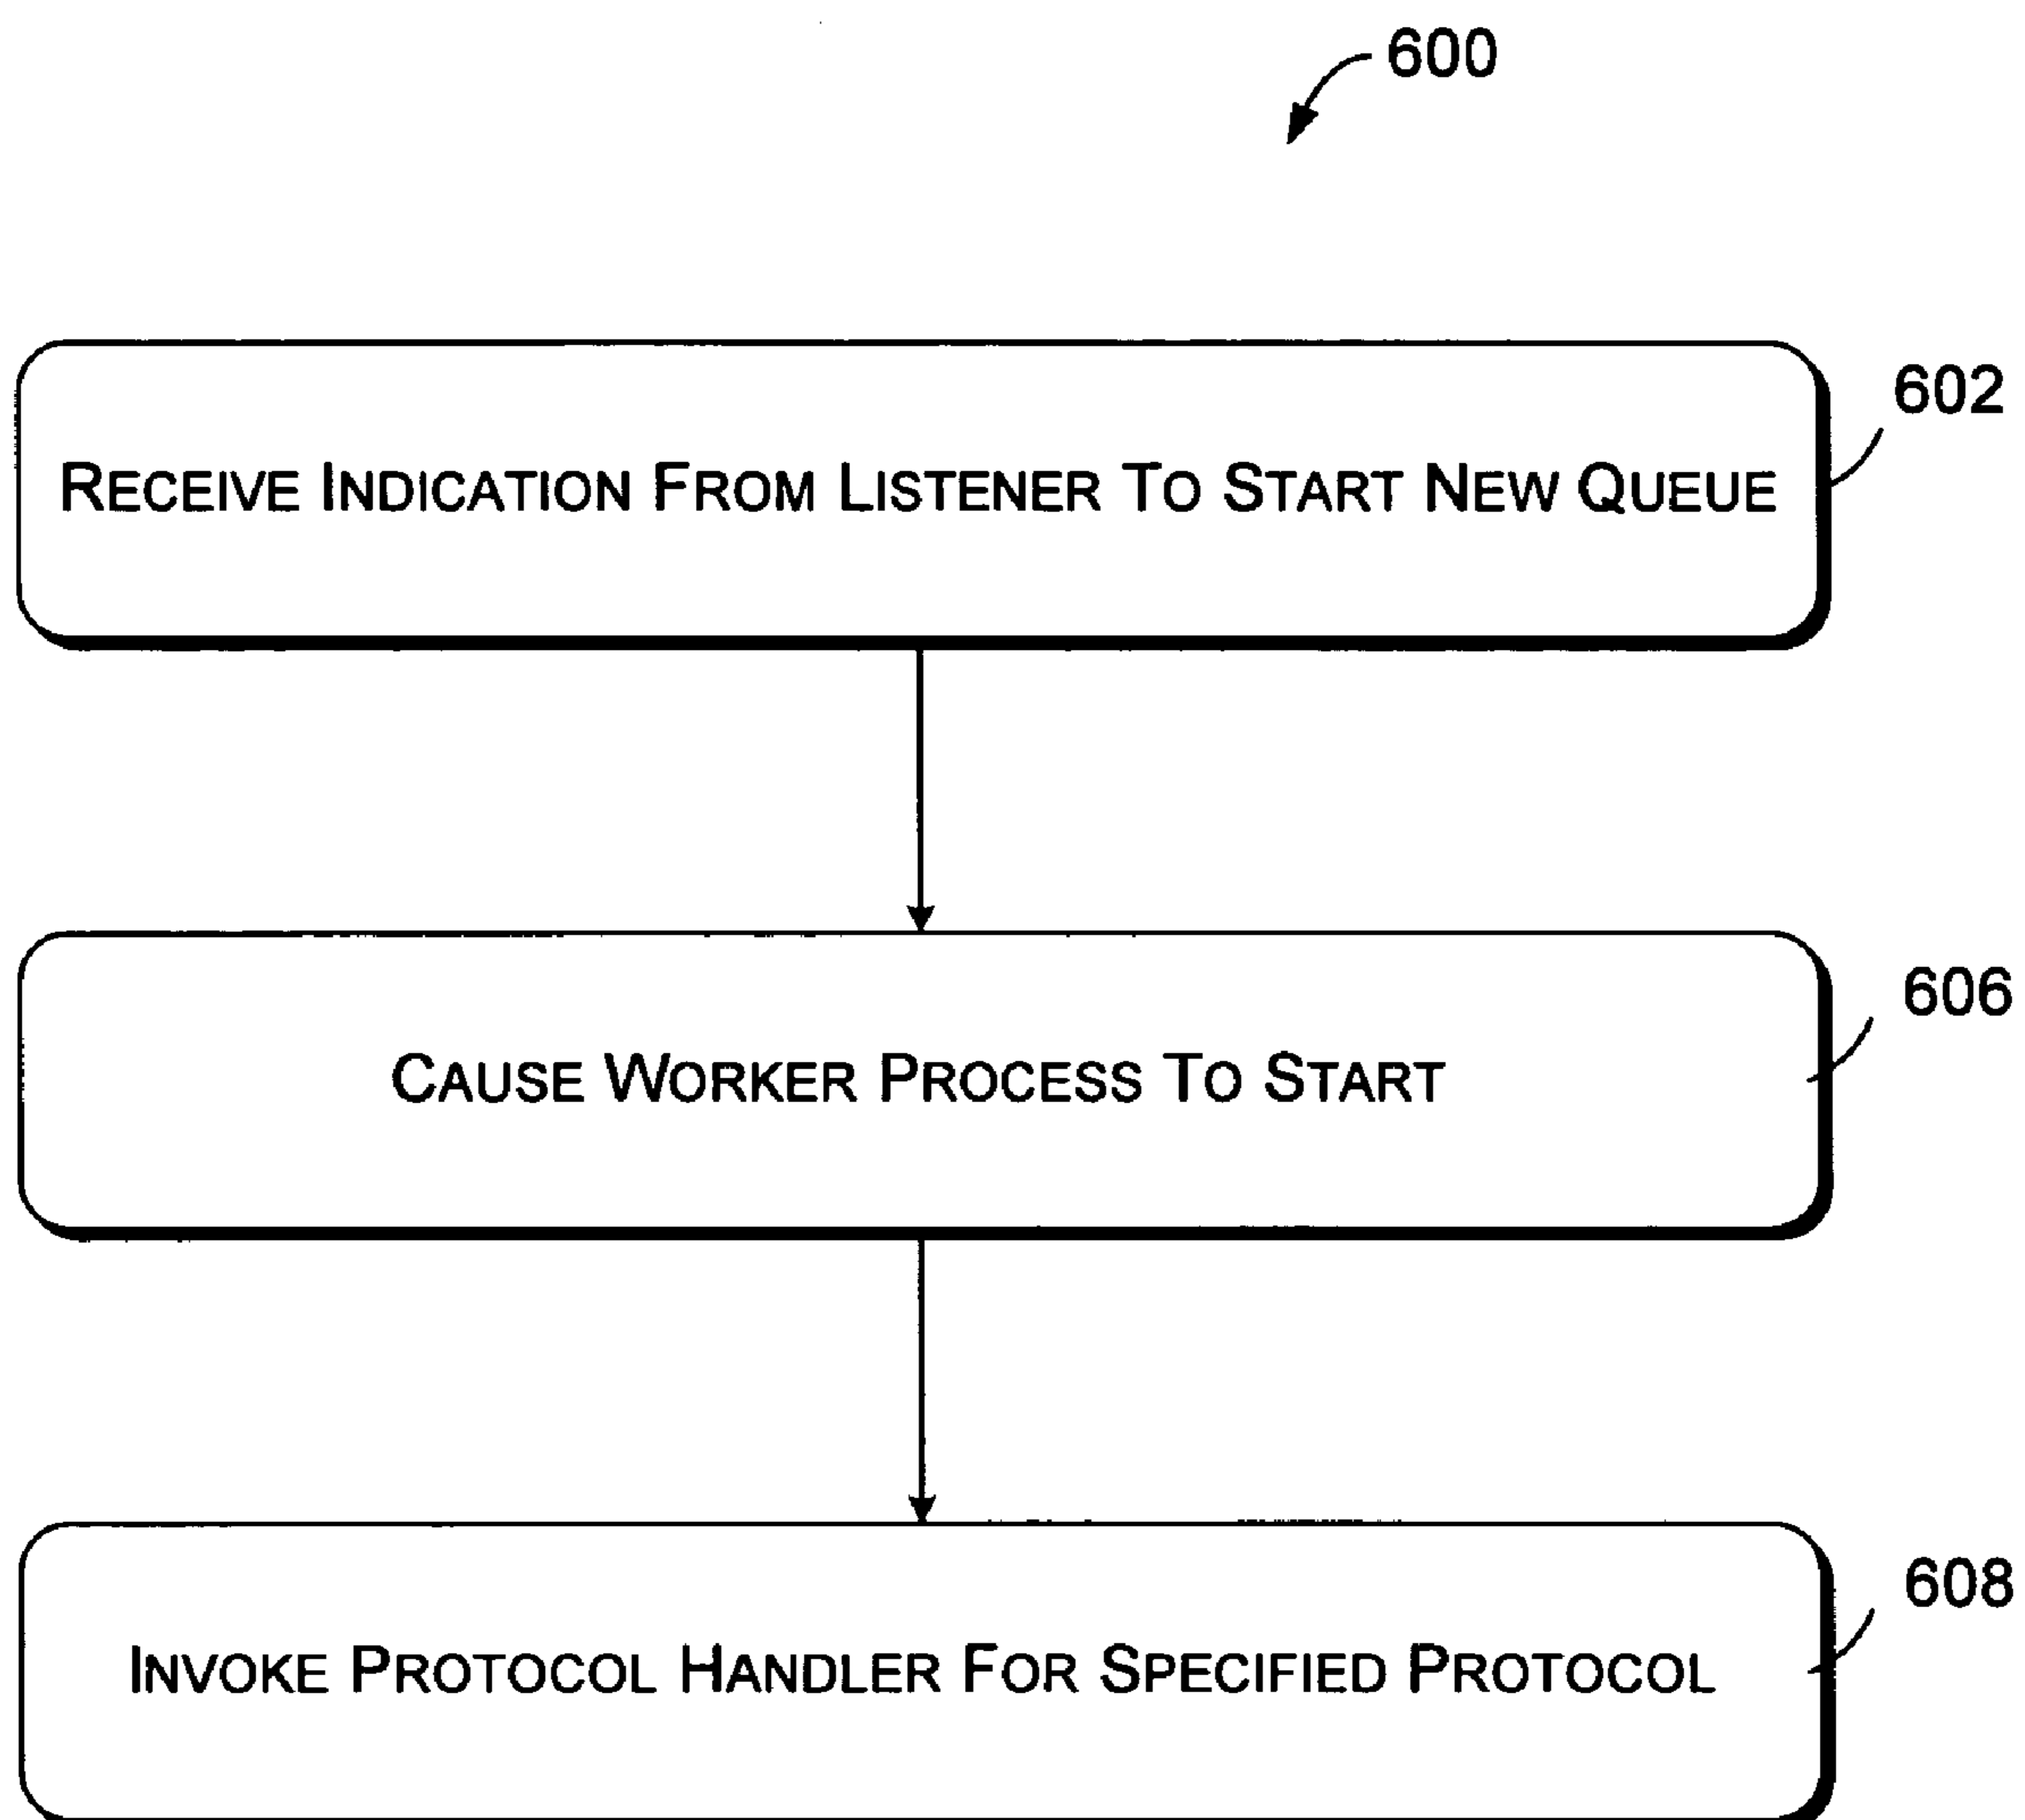 600
602
RECEIVE INDICATION FROM LISTENER TO START NEW QUEUE
606
CAUSE WORKER PROCESS TO START
608
INVOKE PROTOCOL HANDLER FOR SPECIFIED PROTOCOL